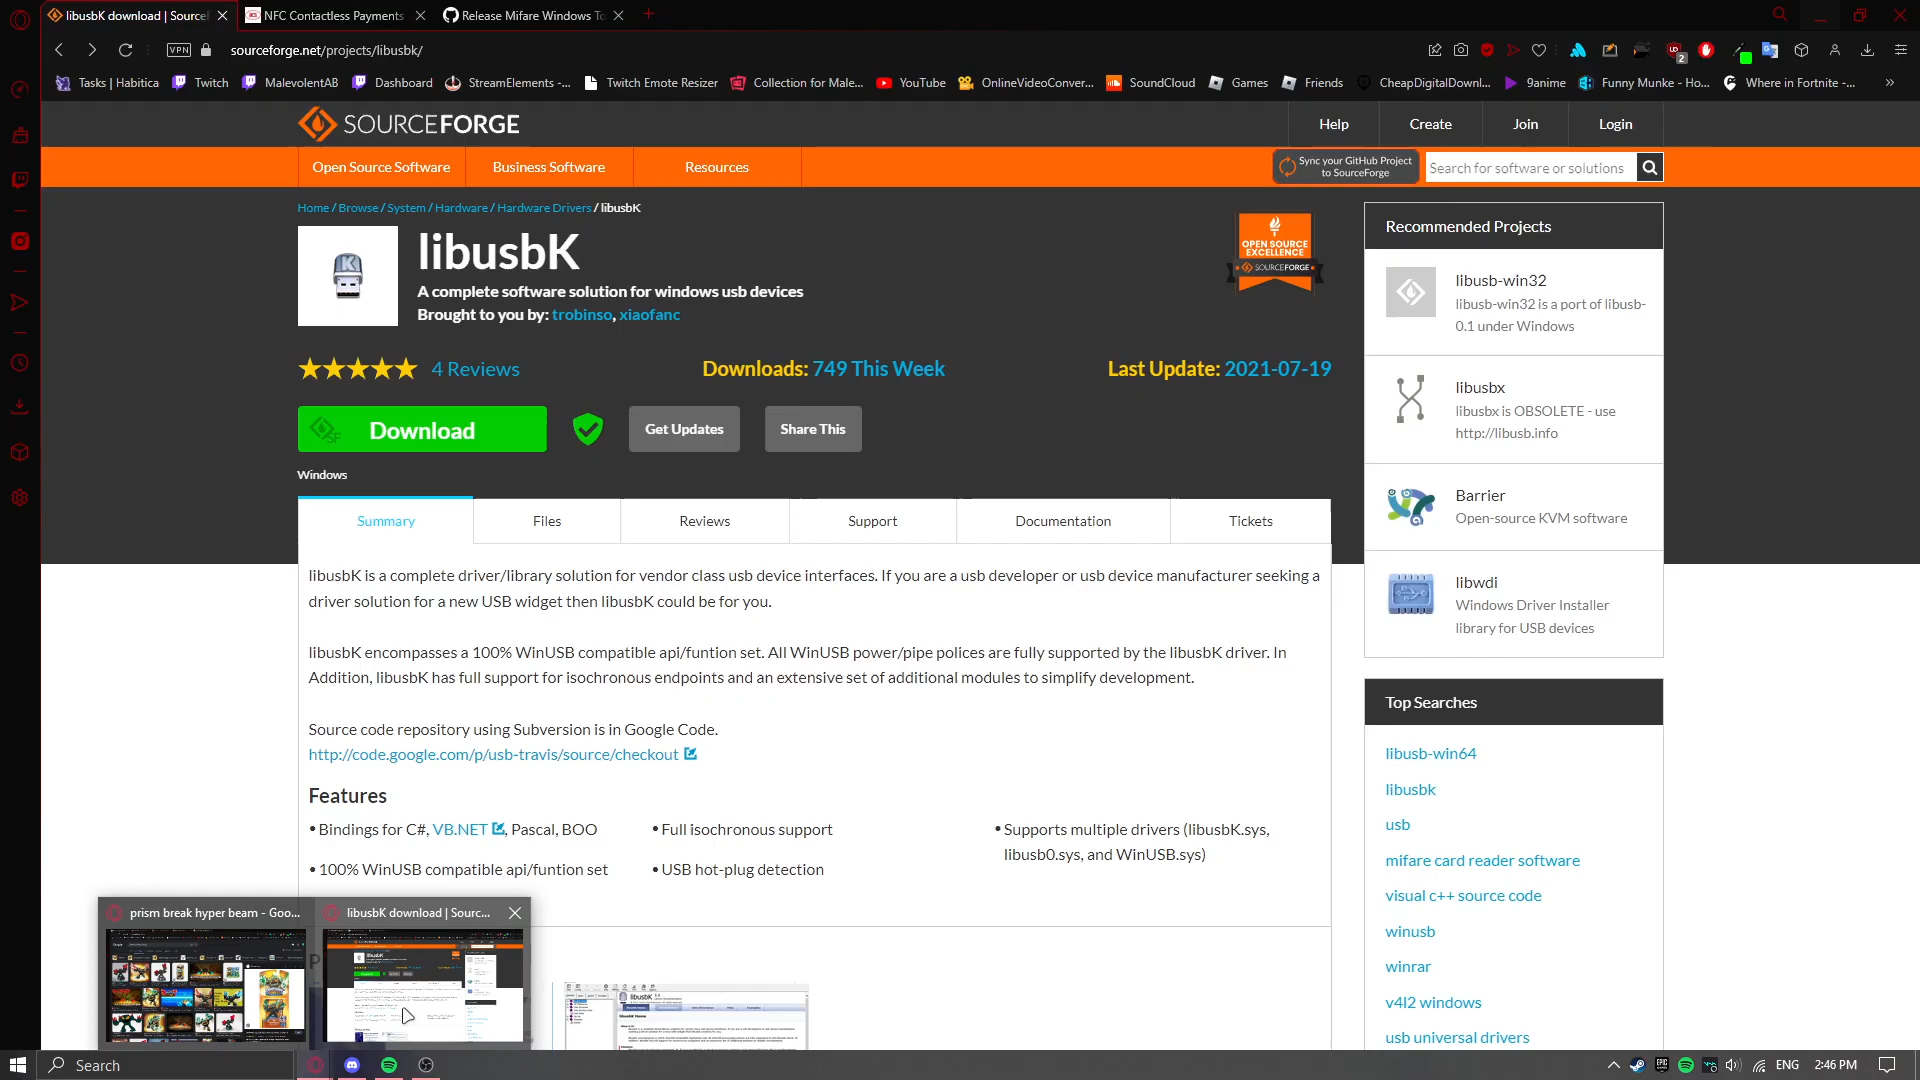 libusbK download | Source
NFC Contactless Payments
Release Mifare Windows To
VPN
sourceforge.net/projects/libusbk/
2
Tasks | Habitica
Twitch
MalevolentAB
Dashboard
StreamElements -...
Twitch Emote Resizer
Collection for Male...
YouTube
OnlineVideoConver...
SoundCloud
Games
Friends
CheapDigitalDownl...
9anime
Funny Munke - Ho...
Where in Fortnite -...
SOURCEFORGE
Help
Create
Join
Login
Open Source Software
Business Software
Resources
Sync your GitHub Project
to SourceForge
Search for software or solutions
Home / Browse / System / Hardware / Hardware Drivers / libusbK
libusbK
A complete software solution for windows usb devices
Brought to you by: trobinso, xiaofanc
OPEN SOURCE
EXCELLENCE
SOURCEFORGE
4 Reviews
Downloads: 749 This Week
Last Update: 2021-07-19
Download
Get Updates
Share This
Windows
Summary
Files
Reviews
Support
Documentation
Tickets
libusbK is a complete driver/library solution for vendor class usb device interfaces. If you are a usb developer or usb device manufacturer seeking a
driver solution for a new USB widget then libusbK could be for you.
libusbK encompasses a 100% WinUSB compatible api/funtion set. All WinUSB power/pipe polices are fully supported by the libusbK driver. In
Addition, libusbK has full support for isochronous endpoints and an extensive set of additional modules to simplify development.
Source code repository using Subversion is in Google Code.
http://code.google.com/p/usb-travis/source/checkout
Features
• Bindings for C#, VB.NET , Pascal, BOO
• Full isochronous support
• Supports multiple drivers (libusbK.sys,
libusb0.sys, and WinUSB.sys)
• 100% WinUSB compatible api/funtion set
• USB hot-plug detection
Recommended Projects
libusb-win32
libusb-win32 is a port of libusb-
0.1 under Windows
libusbx
libusbx is OBSOLETE - use
http://libusb.info
Barrier
Open-source KVM software
libwdi
Windows Driver Installer
library for USB devices
Top Searches
libusb-win64
libusbk
usb
mifare card reader software
visual c++ source code
winusb
winrar
v4l2 windows
usb universal drivers
prism break hyper beam - Goo...
libusbK download | Sourc...
Search
ENG
2:46 PM